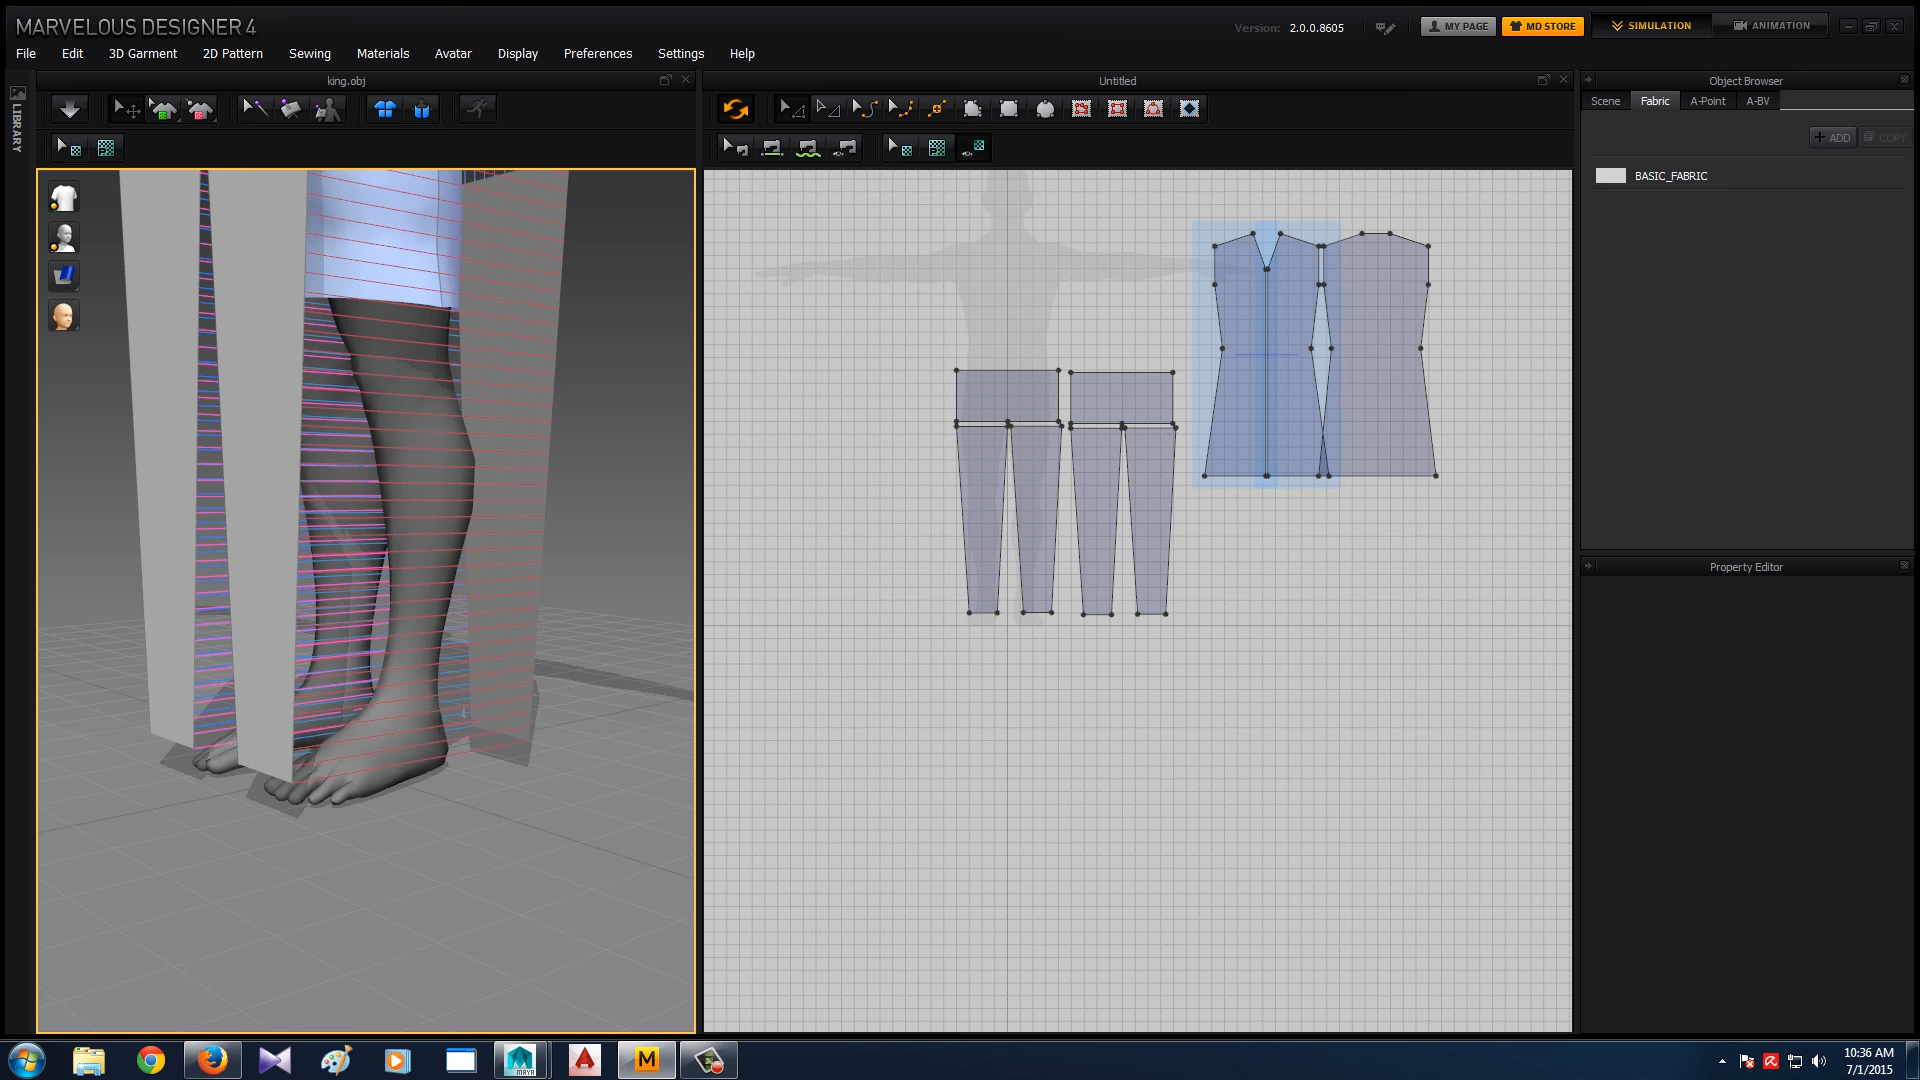 MARVELOUS DESIGNER 4
Version: 2.0.0.8605
MY PAGE
MD STORE
SIMULATION
ANIMATION
File Edit 3D Garment 2D Pattern Sewing Materials Avatar Display Preferences Settings Help
king.obj
Untitled
Object Browser
LIBRARY
Scene Fabric A-Point A-BV
+ ADD
COPY
BASIC_FABRIC
Property Editor
MAYA
M
10:36 AM
7/1/2015